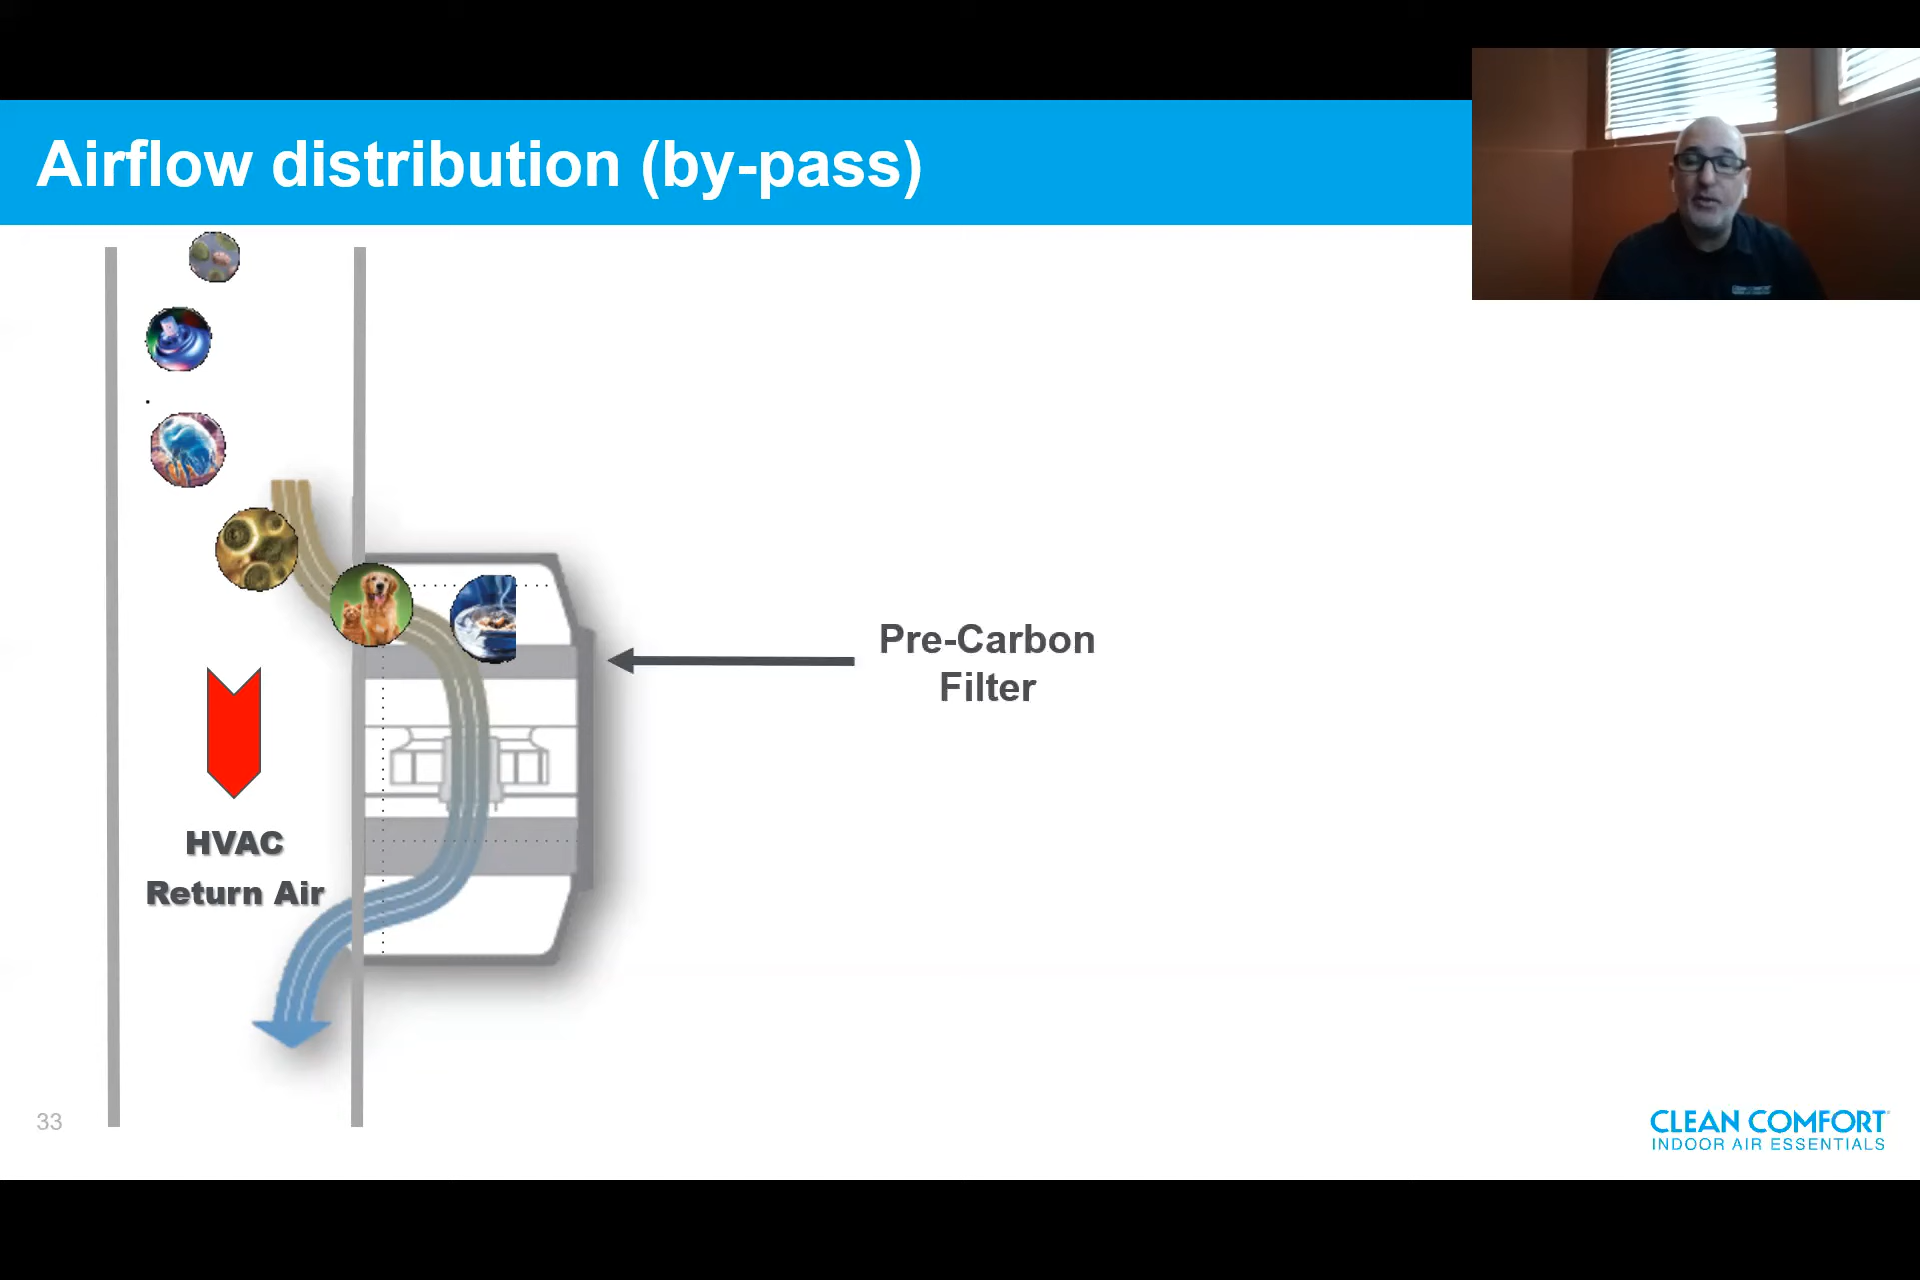 Airflow distribution (by-pass)
Pre-Carbon
Filter
HVAC
Return Air
33
CLEAN COMFORT
INDOOR AIR ESSENTIALS